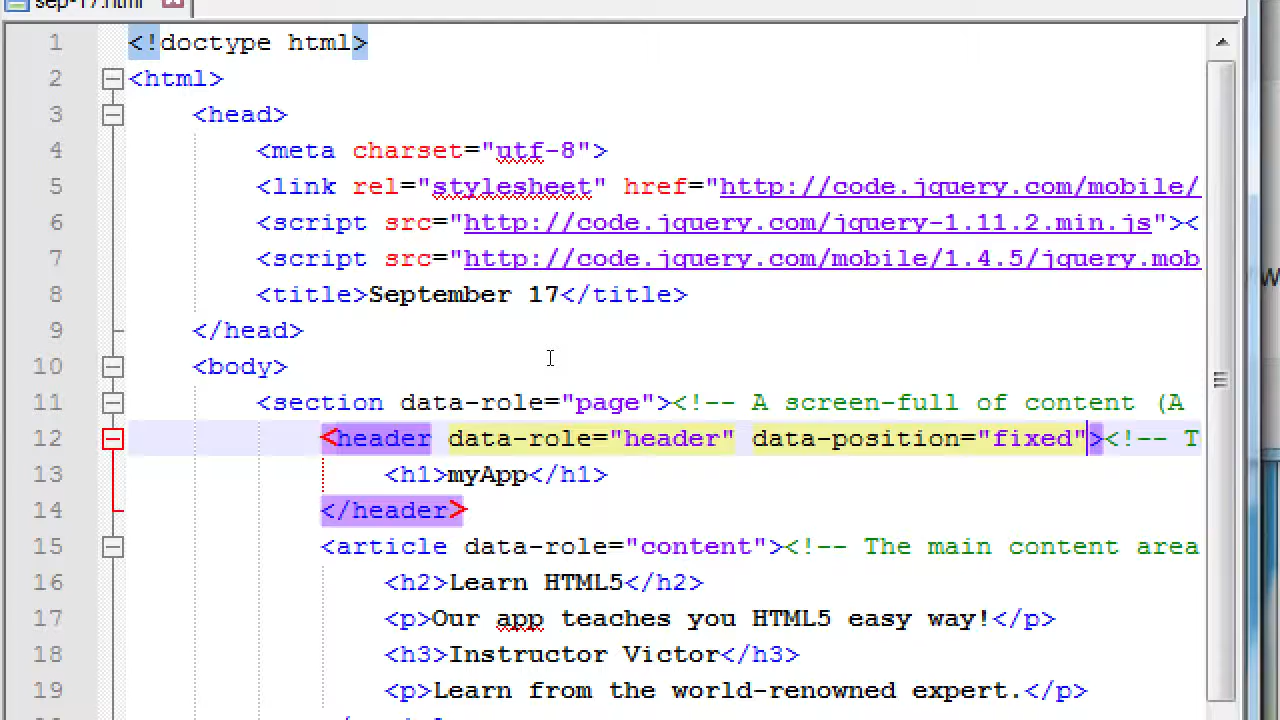 sep-17.html
1 <!doctype html>
2 <html>
3 <head>
4 <meta charset="utf-8">
5 <link rel="stylesheet" href="http://code.jquery.com/mobile/
6 <script src="http://code.jquery.com/jquery-1.11.2.min.js"><
7 <script src="http://code.jquery.com/mobile/1.4.5/jquery.mob
8 <title>September 17</title>
9 </head>
10 <body>
11 <section data-role="page"><!-- A screen-full of content (A
12 <header data-role="header" data-position="fixed"><!-- T
13 <h1>myApp</h1>
14 </header>
15 <article data-role="content"><!-- The main content area
16 <h2>Learn HTML5</h2>
17 <p>Our app teaches you HTML5 easy way!</p>
18 <h3>Instructor Victor</h3>
19 <p>Learn from the world-renowned expert.</p>